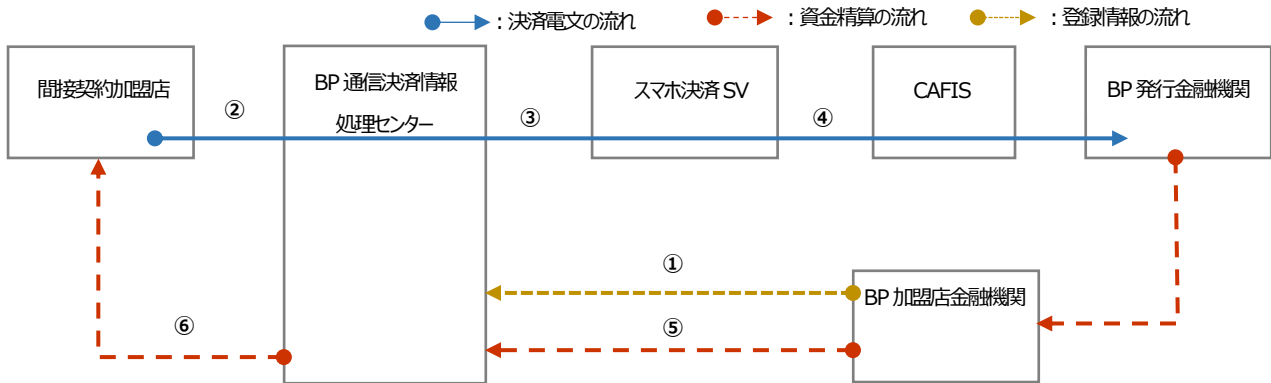 ：決済電文の流れ
：資金精算の流れ
：登録情報の流れ
間接契約加盟店
BP 通信決済情報
処理センター
スマホ決済 SV
CAFIS
BP 発行金融機関
②
③
④
①
BP 加盟店金融機関
⑤
⑥